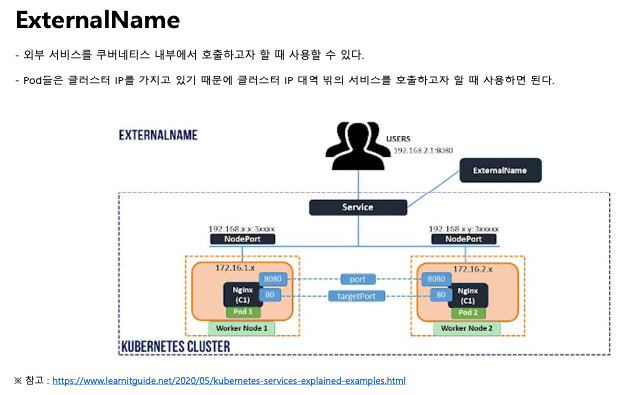 ExternalName
- 외부 서비스를 쿠버네티스 내부에서 호출하고자 할 때 사용할 수 있다.
- Pod들은 클러스터 IP를 가지고 있기 때문에 클러스터 IP 대역 밖의 서비스를 호출하고자 할 때 사용하면 된다.
EXTERNALNAME
USERS
192.168.2.1:8080
ExternalName
Service
192.168.x.x:3xxxx
NodePort
192.168.x.y:3xxxx
NodePort
172.16.1.x
8080
Nginx
(C1)
80
Pod 1
Worker Node 1
port
targetPort
172.16.2.x
8080
80
Nginx
(C1)
Pod 2
Worker Node 2
KUBERNETES CLUSTER
※ 참고 : https://www.learnitguide.net/2020/05/kubernetes-services-explained-examples.html